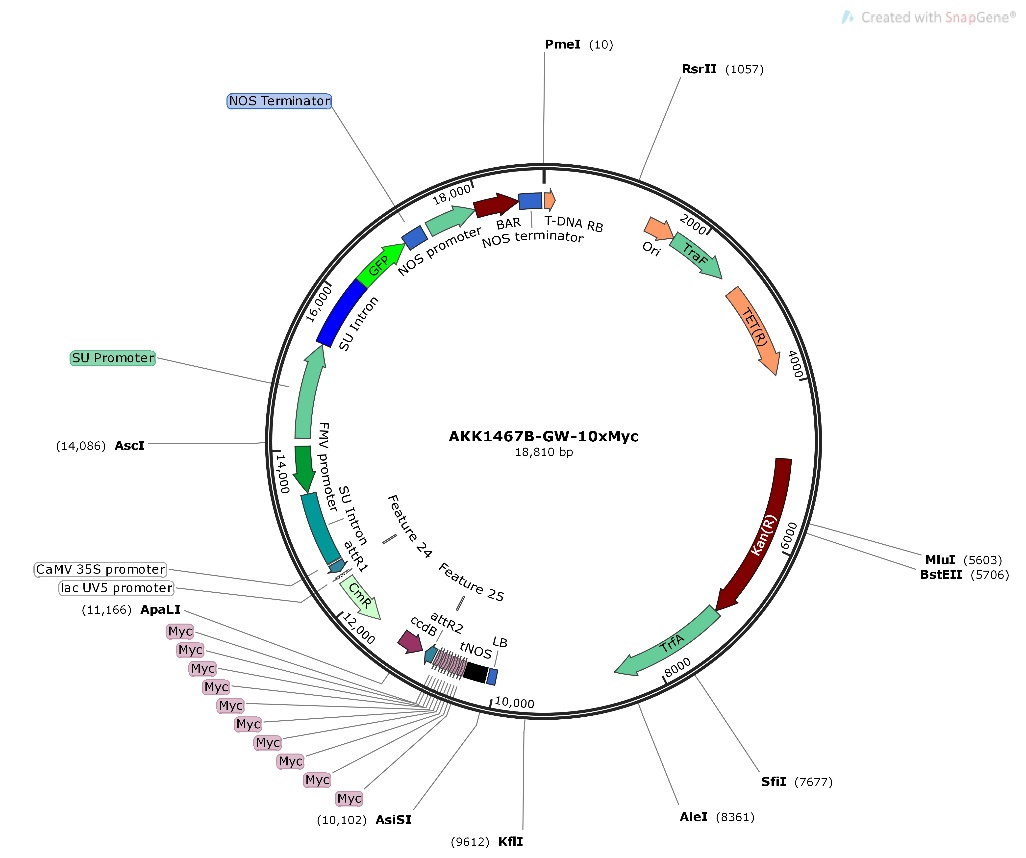 Created with SnapGene®
PmeI (10)
RsrII (1057)
NOS Terminator
18,000
BAR
T-DNA RB
NOS terminator
NOS promoter
2000
Ori
TraF
GFP
16,000
SU Intron
TET(R)
4000
SU Promoter
AKK1467B-GW-10xMyc
18,810 bp
(14,086) AscI
FMV promoter
14,000
SU Intron
Feature 24
Kan(R)
6000
MluI (5603)
BstEII (5706)
attR1
CaMV 35S promoter
lac UV5 promoter
CmR
Feature 25
(11,166) ApaLI
12,000
ccdB
attR2
tNOS
LB
TrfA
8000
Myc
Myc
Myc
Myc
Myc
Myc
Myc
Myc
Myc
Myc
10,000
SfiI (7677)
AleI (8361)
(10,102) AsiSI
(9612) KflI